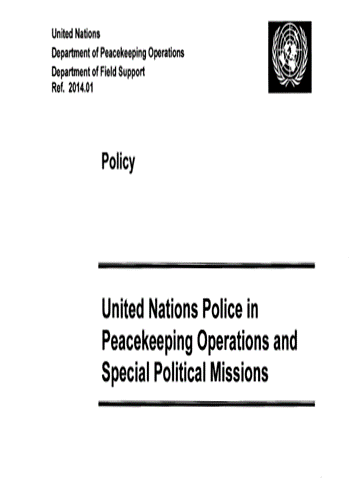 United Nations
Department of Peacekeeping Operations
Department of Field Support
Ref. 2014.01
Policy
United Nations Police in
Peacekeeping Operations and
Special Political Missions